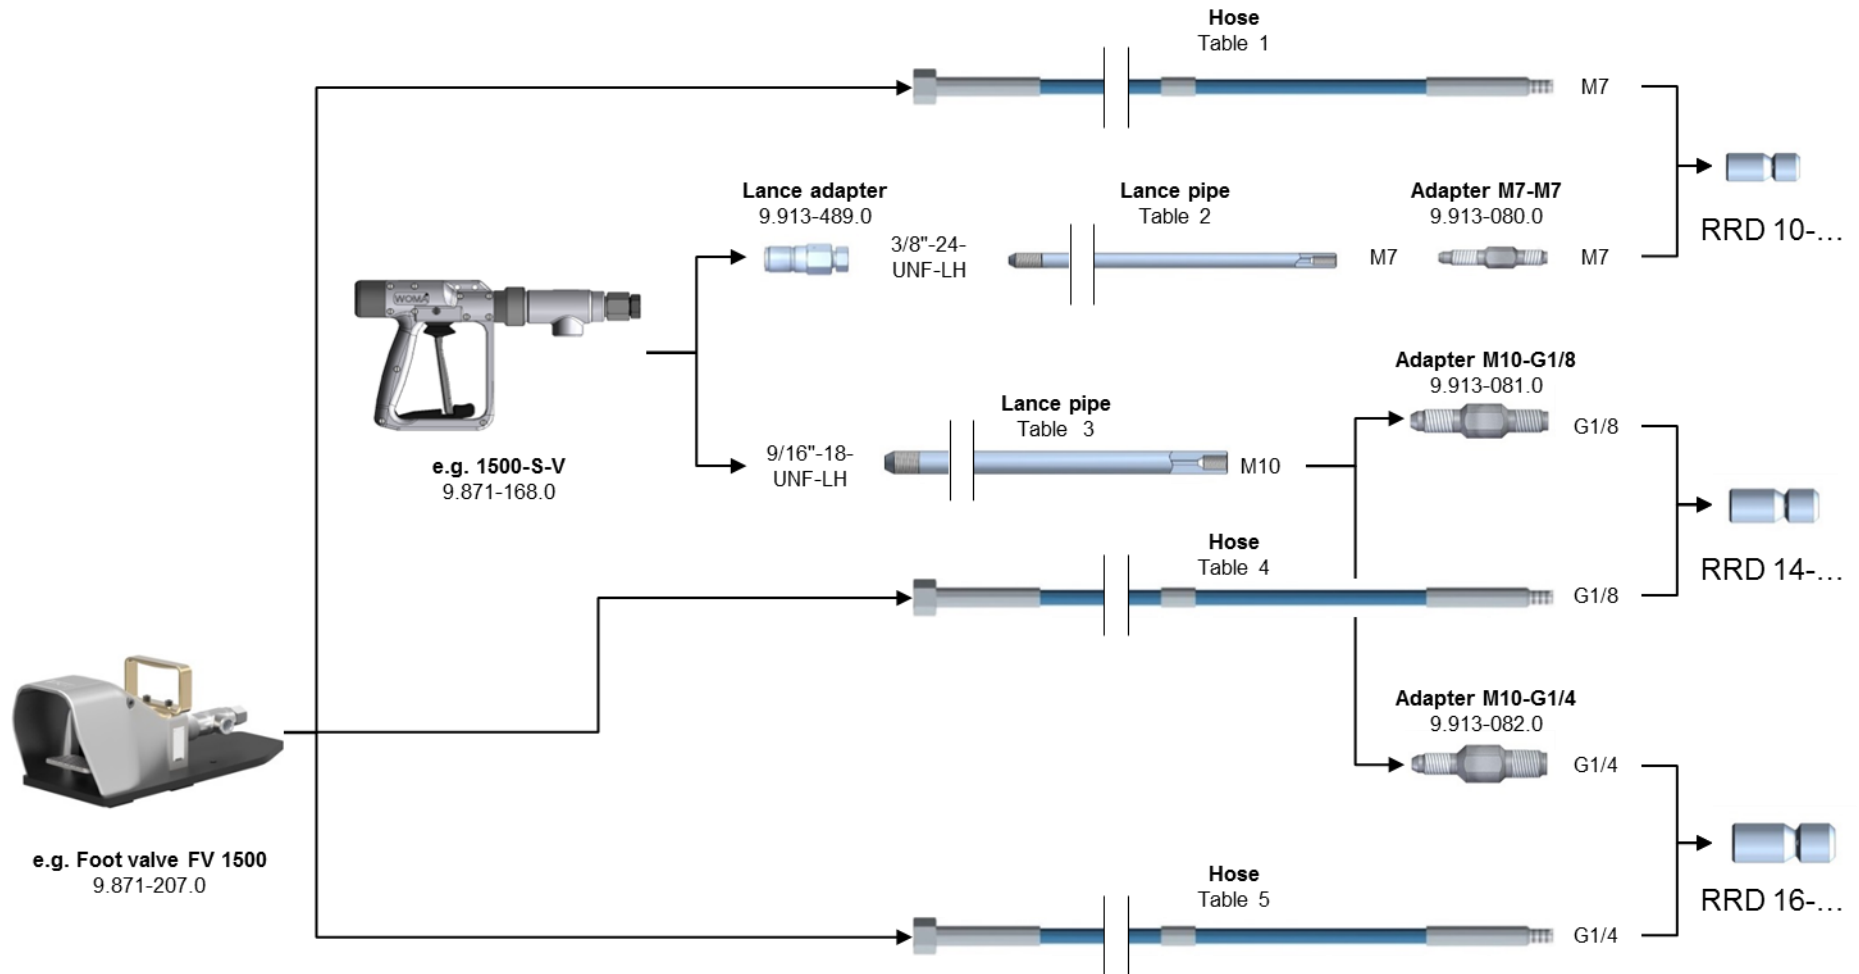 Hose
Table 1
M7
RRD 10-...
Lance adapter
9.913-489.0
3/8"-24-
UNF-LH
Lance pipe
Table 2
M7
Adapter M7-M7
9.913-080.0
M7
WOMA
e.g. 1500-S-V
9.871-168.0
9/16"-18-
UNF-LH
Lance pipe
Table 3
M10
Adapter M10-G1/8
9.913-081.0
G1/8
RRD 14-...
Hose
Table 4
G1/8
Adapter M10-G1/4
9.913-082.0
G1/4
RRD 16-...
e.g. Foot valve FV 1500
9.871-207.0
Hose
Table 5
G1/4